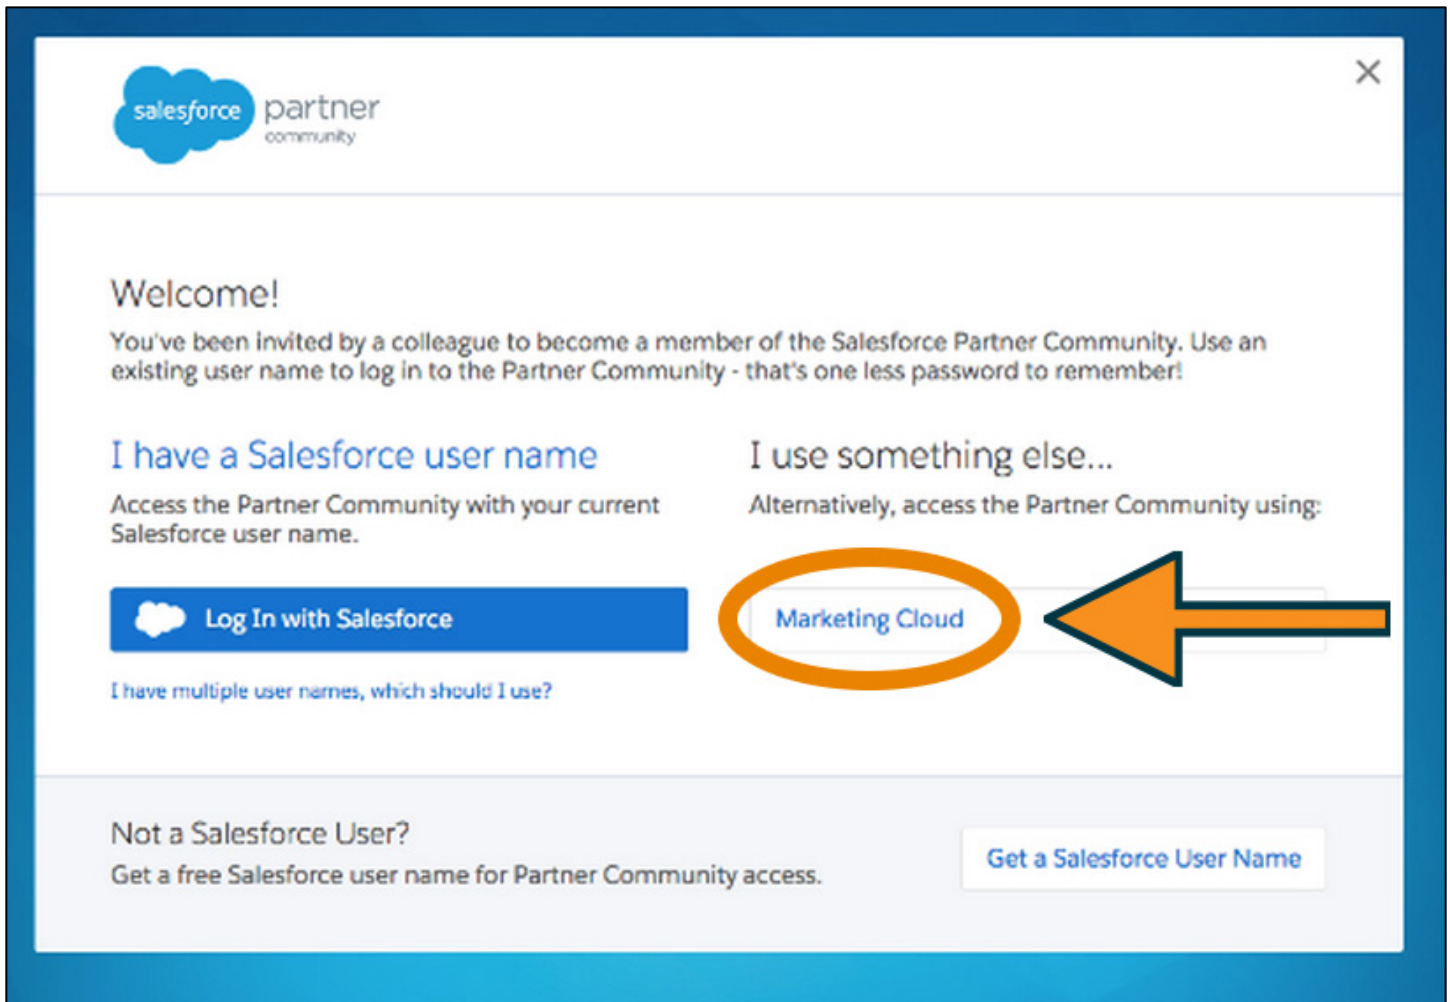 salesforce partner
community
Welcome!
You've been invited by a colleague to become a member of the Salesforce Partner Community. Use an
existing user name to log in to the Partner Community - that's one less password to remember!
I have a Salesforce user name
Access the Partner Community with your current
Salesforce user name.
Log In with Salesforce
I have multiple user names, which should I use?
I use something else...
Alternatively, access the Partner Community using:
Marketing Cloud
Not a Salesforce User?
Get a free Salesforce user name for Partner Community access.
Get a Salesforce User Name